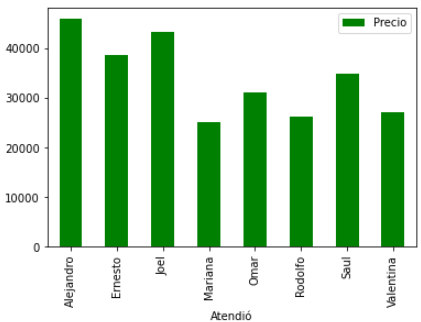 Precio
40000
30000
20000
10000
0
Alejandro
Ernesto
Joel
Mariana
Omar
Rodolfo
Saul
Valentina
Atendió